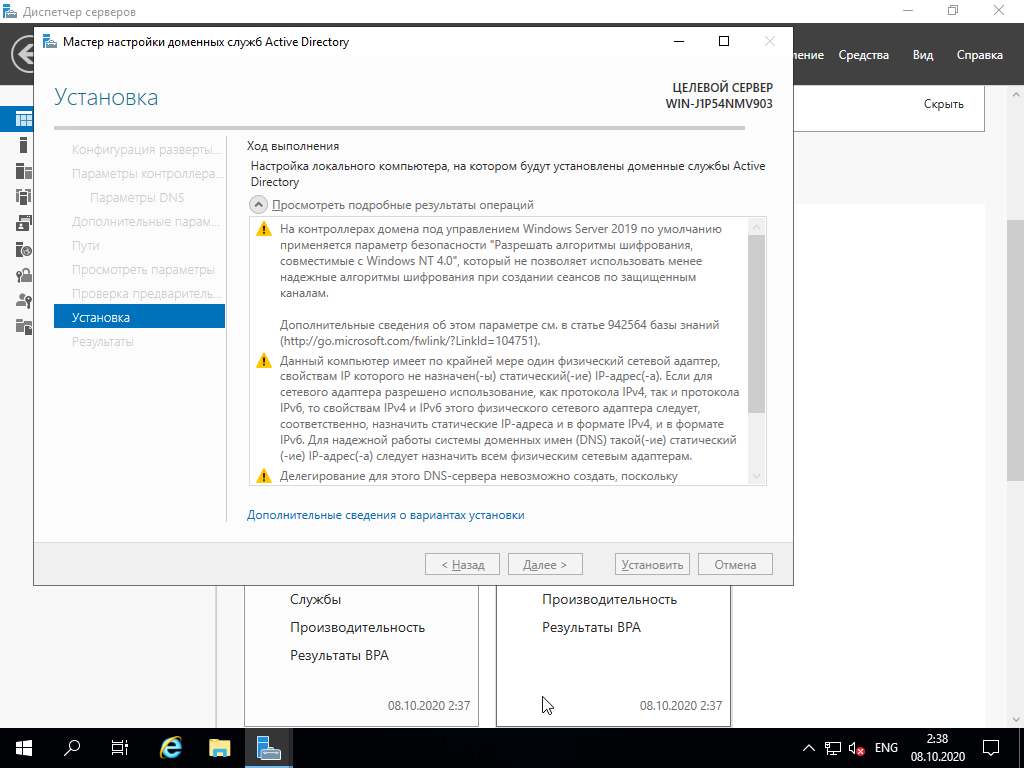 Диспетчер серверов
Мастер настройки доменных служб Active Directory
ление Средства Вид Справка
Установка
ЦЕЛЕВОЙ СЕРВЕР
WIN-J1P54NMV903
Скрыть
Конфигурация разверты...
Параметры контроллера...
Параметры DNS
Дополнительные парам...
Пути
Просмотреть параметры
Проверка предваритель...
Установка
Результаты
Ход выполнения
Настройка локального компьютера, на котором будут установлены доменные службы Active
Directory
Просмотреть подробные результаты операций
На контроллерах домена под управлением Windows Server 2019 по умолчанию
применяется параметр безопасности "Разрешать алгоритмы шифрования,
совместимые с Windows NT 4.0", который не позволяет использовать менее
надежные алгоритмы шифрования при создании сеансов по защищенным
каналам.
Дополнительные сведения об этом параметре см. в статье 942564 базы знаний
(http://go.microsoft.com/fwlink/?LinkId=104751).
Данный компьютер имеет по крайней мере один физический сетевой адаптер,
свойствам IP которого не назначен(-ы) статический(-ие) IP-адрес(-а). Если для
сетевого адаптера разрешено использование, как протокола IPv4, так и протокола
IPv6, то свойствам IPv4 и IPv6 этого физического сетевого адаптера следует,
соответственно, назначить статические IP-адреса и в формате IPv4, и в формате
IPv6. Для надежной работы системы доменных имен (DNS) такой(-ие) статический
(-ие) IP-адрес(-а) следует назначить всем физическим сетевым адаптерам.
Делегирование для этого DNS-сервера невозможно создать, поскольку
Дополнительные сведения о вариантах установки
< Назад Далее > Установить Отмена
Службы
Производительность
Результаты BPA
08.10.2020 2:37
Производительность
Результаты BPA
08.10.2020 2:37
ENG
2:38
08.10.2020